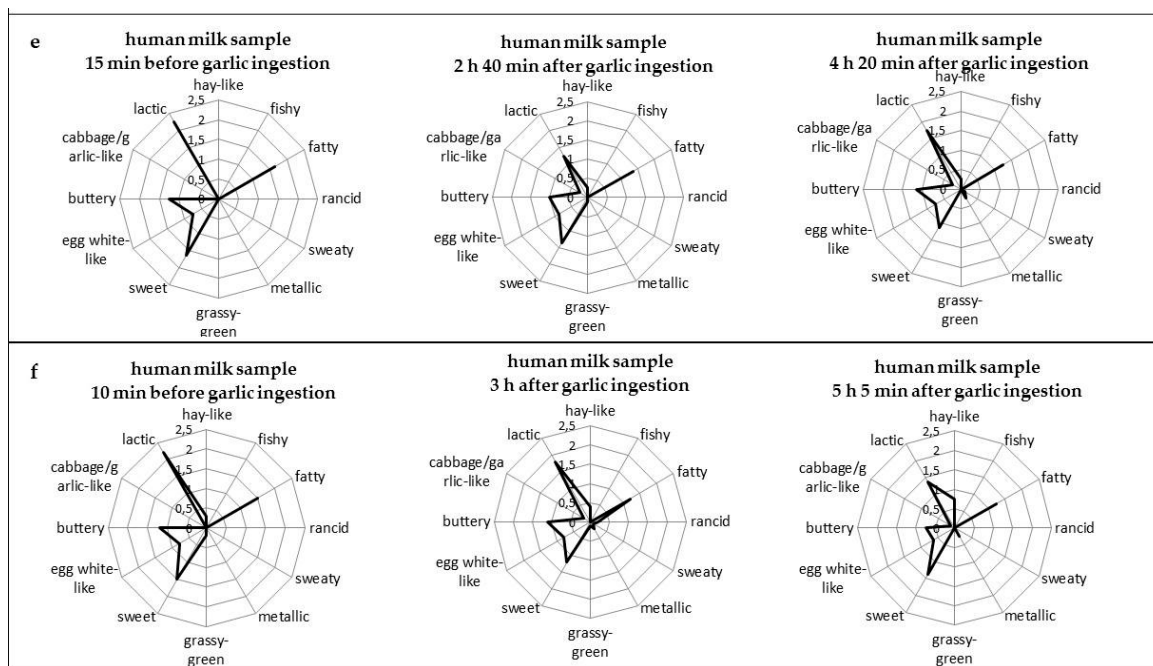 e
human milk sample
15 min before garlic ingestion
hay-like
2,5
2
1,5
1
0,5
0
fishy
fatty
rancid
sweaty
metallic
grassy-
green
sweet
egg white-
like
buttery
cabbage/g
arlic-like
lactic
human milk sample
2 h 40 min after garlic ingestion
hay-like
2,5
2
1,5
1
0,5
0
fishy
fatty
rancid
sweaty
metallic
grassy-
green
sweet
egg white-
like
buttery
cabbage/ga
rlic-like
lactic
human milk sample
4 h 20 min after garlic ingestion
hay-like
2,5
2
1,5
1
0,5
0
fishy
fatty
rancid
sweaty
metallic
grassy-
green
sweet
egg white-
like
buttery
cabbage/ga
rlic-like
lactic
f
human milk sample
10 min before garlic ingestion
hay-like
2,5
2
1,5
1
0,5
0
fishy
fatty
rancid
sweaty
metallic
grassy-
green
sweet
egg white-
like
buttery
cabbage/g
arlic-like
lactic
human milk sample
3 h after garlic ingestion
hay-like
2,5
2
1,5
1
0,5
0
fishy
fatty
rancid
sweaty
metallic
grassy-
green
sweet
egg white-
like
buttery
cabbage/ga
rlic-like
lactic
human milk sample
5 h 5 min after garlic ingestion
hay-like
2,5
2
1,5
1
0,5
0
fishy
fatty
rancid
sweaty
metallic
grassy-
green
sweet
egg white-
like
buttery
cabbage/g
arlic-like
lactic